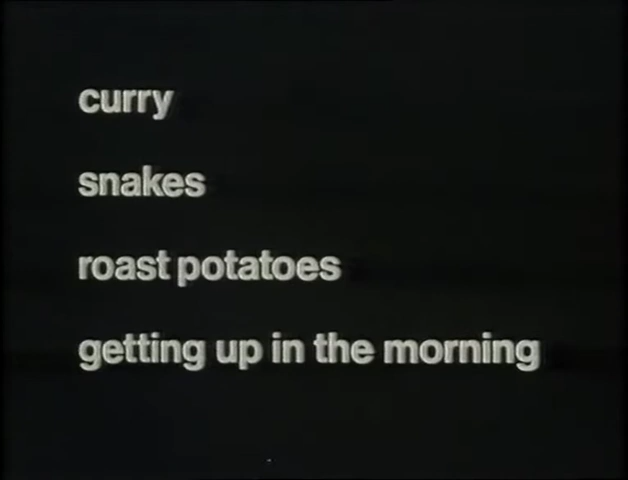 curry
snakes
roast potatoes
getting up in the morning